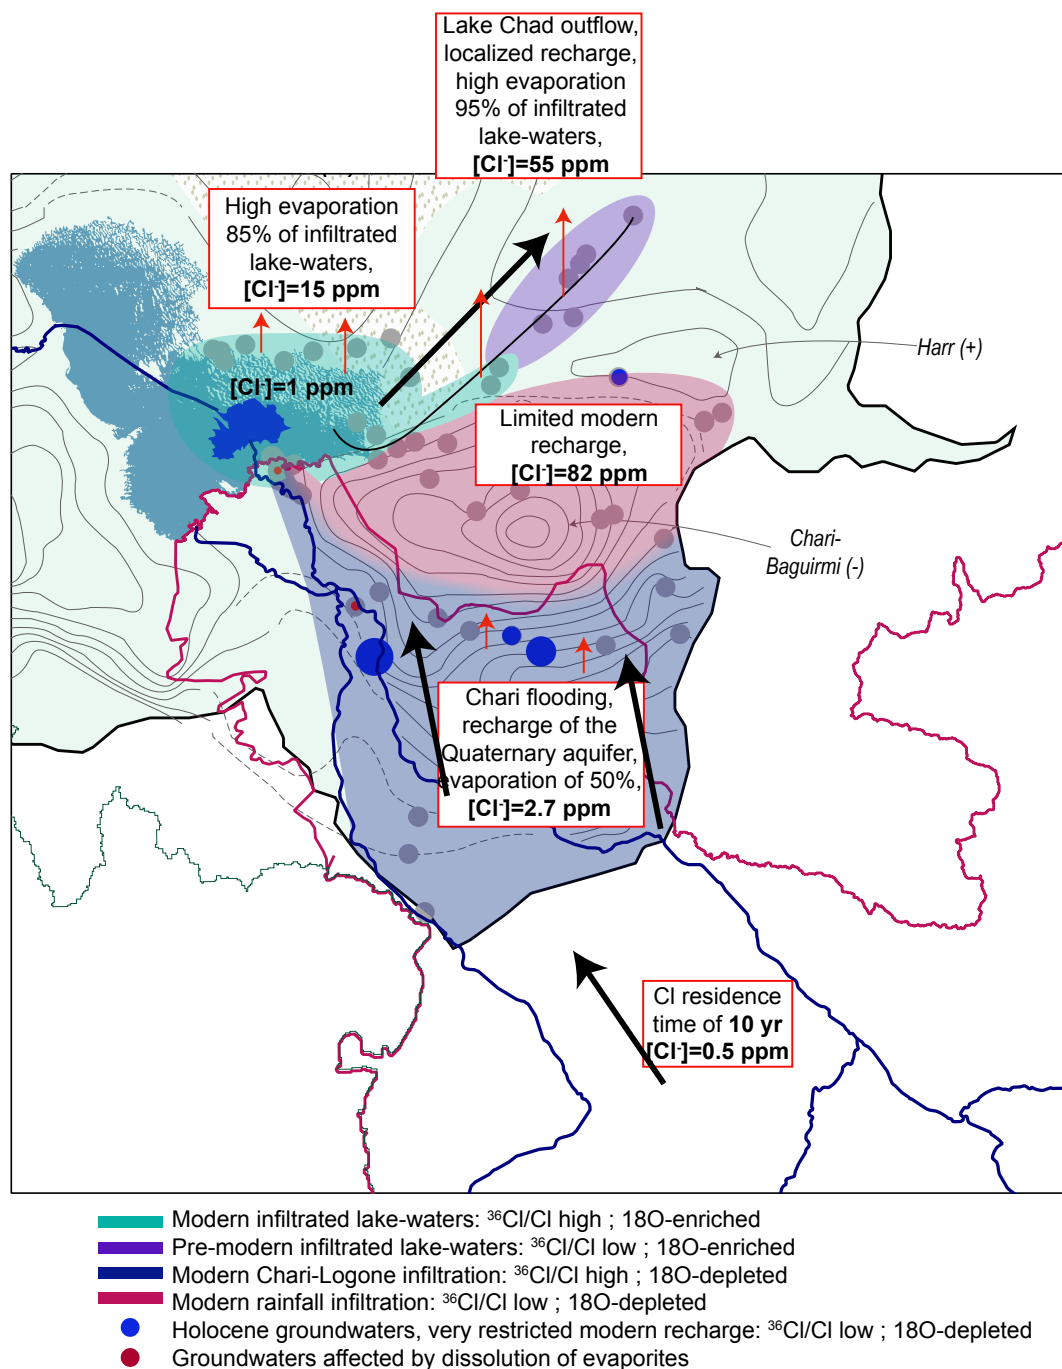 Lake Chad outflow,
localized recharge,
high evaporation
95% of infiltrated
lake-waters,
[Cl⁻]=55 ppm
High evaporation
85% of infiltrated
lake-waters,
[Cl⁻]=15 ppm
[Cl⁻]=1 ppm
Harr (+)
Limited modern
recharge,
[Cl⁻]=82 ppm
Chari-
Baguirmi (-)
Chari flooding,
recharge of the
Quaternary aquifer,
evaporation of 50%,
[Cl⁻]=2.7 ppm
Cl residence
time of 10 yr
[Cl⁻]=0.5 ppm
Modern infiltrated lake-waters: ³⁶Cl/Cl high ; 18O-enriched
Pre-modern infiltrated lake-waters: ³⁶Cl/Cl low ; 18O-enriched
Modern Chari-Logone infiltration: ³⁶Cl/Cl high ; 18O-depleted
Modern rainfall infiltration: ³⁶Cl/Cl low ; 18O-depleted
Holocene groundwaters, very restricted modern recharge: ³⁶Cl/Cl low ; 18O-depleted
Groundwaters affected by dissolution of evaporites